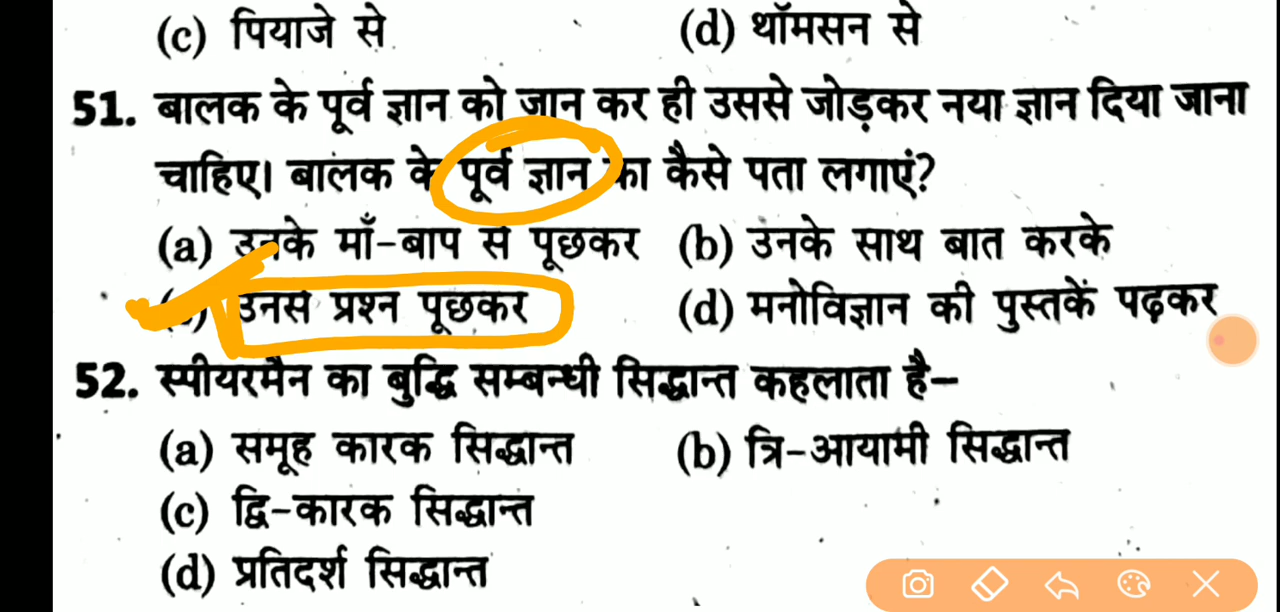 (c) पियाजे से (d) थॉमसन से
51. बालक के पूर्व ज्ञान को जान कर ही उससे जोड़कर नया ज्ञान दिया जाना
चाहिए। बालक के पूर्व ज्ञान का कैसे पता लगाएं?
(a) उनके माँ-बाप से पूछकर (b) उनके साथ बात करके
उनसे प्रश्न पूछकर (d) मनोविज्ञान की पुस्तकें पढ़कर
52. स्पीयरमैन का बुद्धि सम्बन्धी सिद्धान्त कहलाता है–
(a) समूह कारक सिद्धान्त (b) त्रि-आयामी सिद्धान्त
(c) द्वि-कारक सिद्धान्त
(d) प्रतिदर्श सिद्धान्त